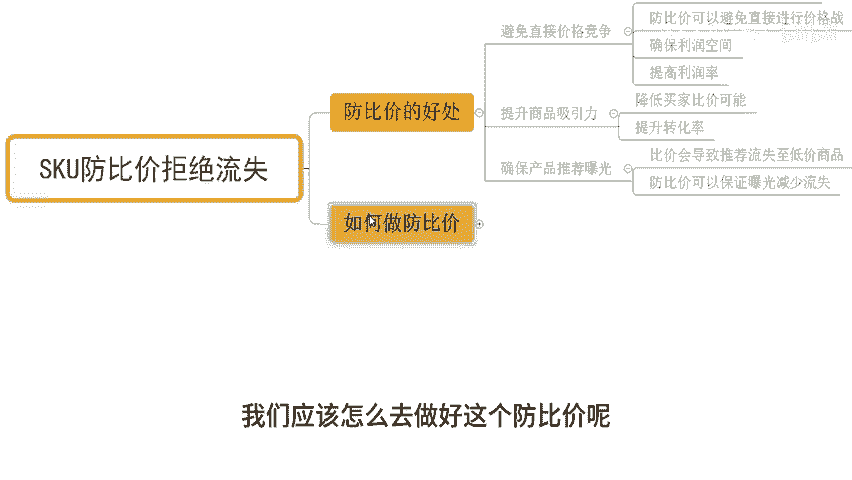 SKU防比价拒绝流失
防比价的好处
避免直接价格竞争
防比价可以避免直接进行价格战
确保利润空间
提高利润率
提升商品吸引力
降低买家比价可能
提升转化率
确保产品推荐曝光
比价会导致推荐流失至低价商品
防比价可以保证曝光减少流失
如何做防比价
我们应该怎么去做好这个防比价呢